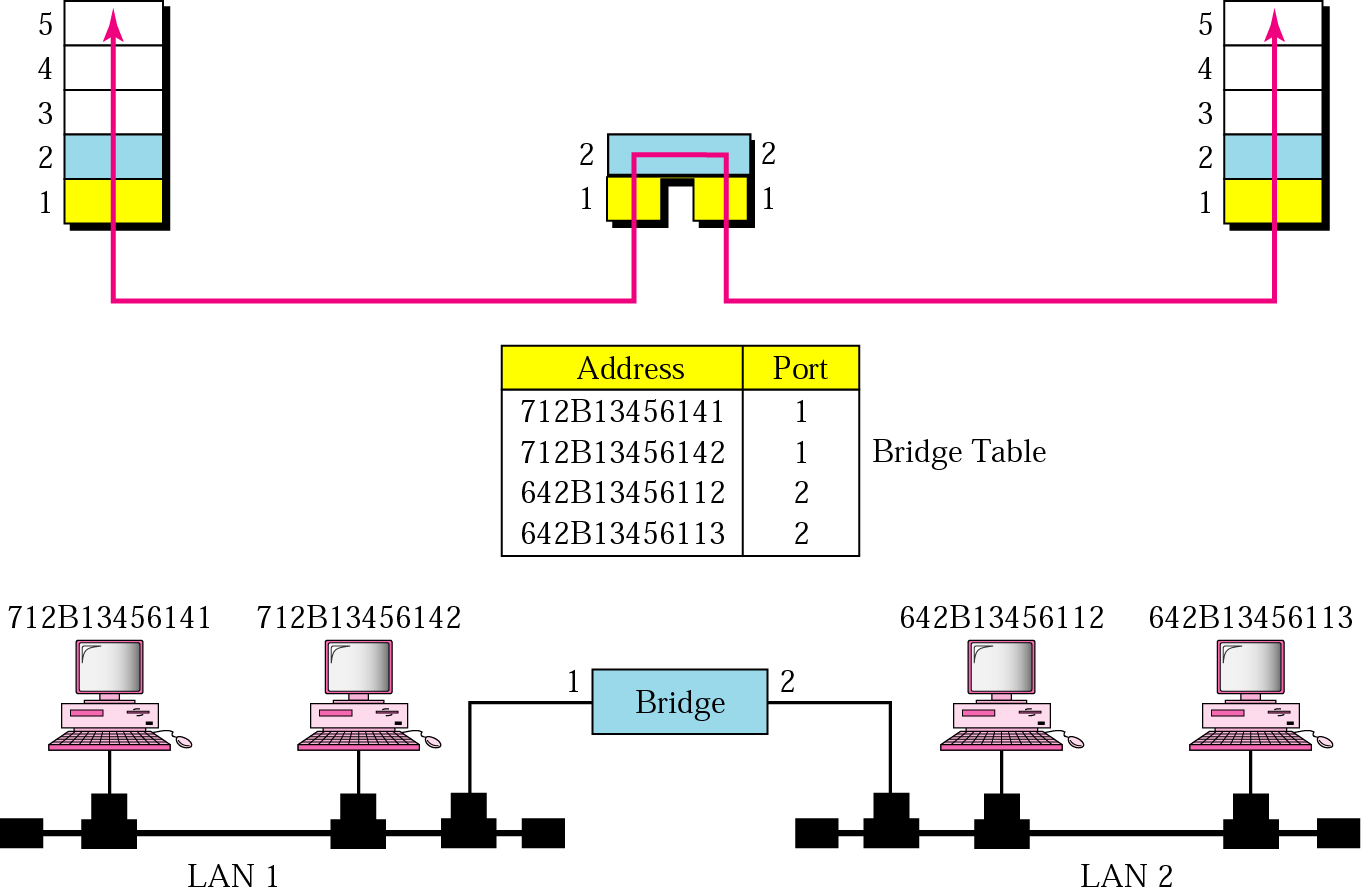 5 5
4 4
3 3
2 2 2 2
1 1 1 1
Address Port
712B13456141 1
712B13456142 1
Bridge Table
642B13456112 2
642B13456113 2
712B13456141 712B13456142 642B13456112 642B13456113
1 Bridge 2
LAN 1 LAN 2